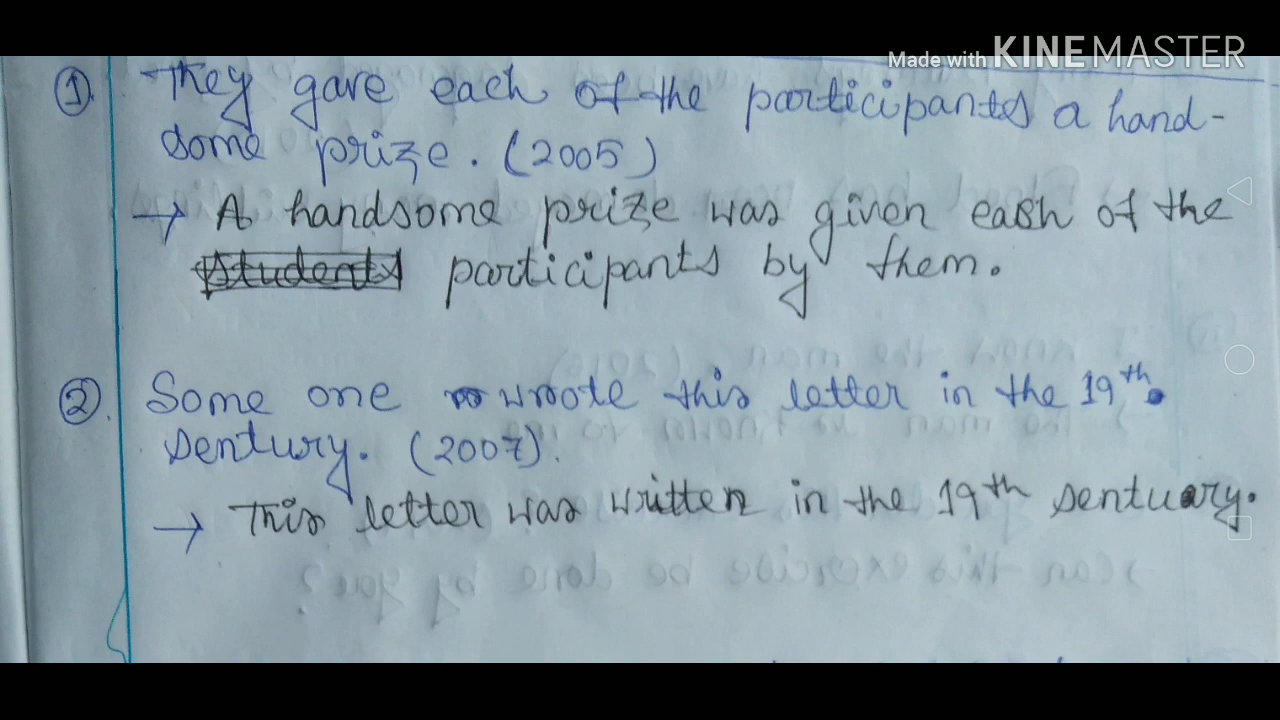 Made with KINEMASTER
① They gave each of the participants a hand-
some prize. (2005)
→ A handsome prize was given each of the
participants by them.
② Some one wrote this letter in the 19th.
sentury. (2007).
→ This letter was written in the 19th sentuary.